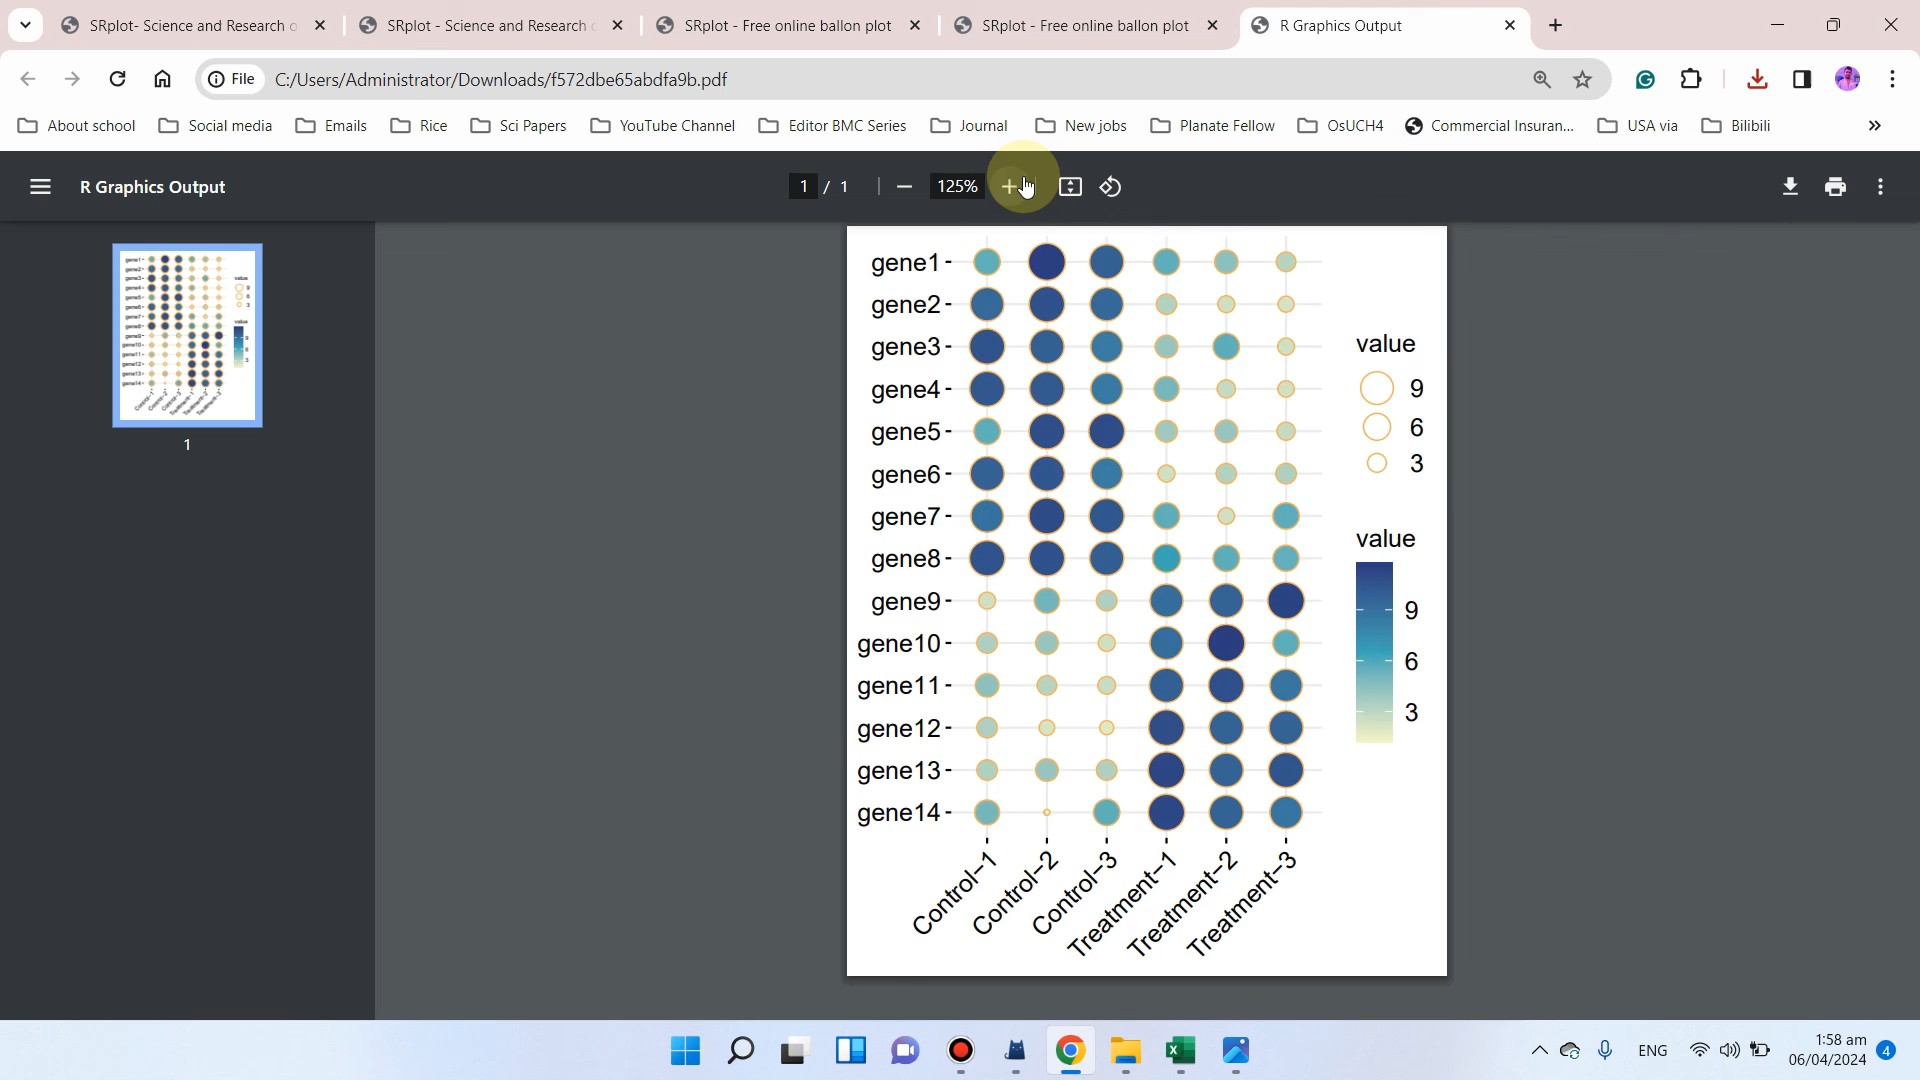 SRplot- Science and Research o
SRplot - Science and Research
SRplot - Free online ballon plot
SRplot - Free online ballon plot
R Graphics Output
File
C:/Users/Administrator/Downloads/f572dbe65abdfa9b.pdf
About school
Social media
Emails
Rice
Sci Papers
YouTube Channel
Editor BMC Series
Journal
New jobs
Planate Fellow
OsUCH4
Commercial Insuran...
USA via
Bilibili
»
R Graphics Output
1 / 1
125%
1
gene1
gene2
gene3
gene4
gene5
gene6
gene7
gene8
gene9
gene10
gene11
gene12
gene13
gene14
Control-1
Control-2
Control-3
Treatment-1
Treatment-2
Treatment-3
value
9
6
3
value
9
6
3
ENG
1:58 am
06/04/2024
4